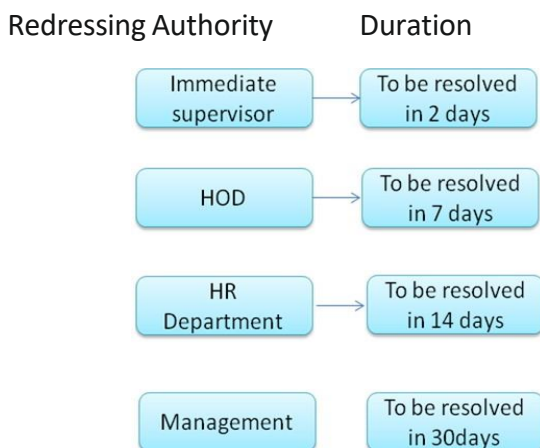 Redressing Authority Duration
Immediate
supervisor
To be resolved
in 2 days
HOD
To be resolved
in 7 days
HR
Department
To be resolved
in 14 days
Management
To be resolved
in 30days